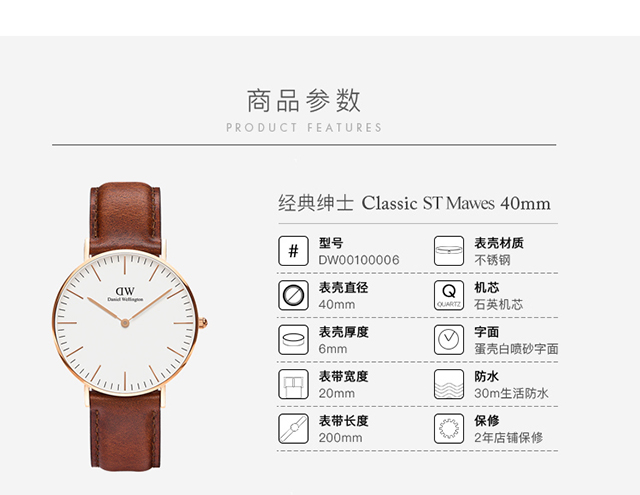 商品参数
PRODUCT FEATURES
经典绅士 Classic ST Mawes 40mm
DW
Daniel Wellington
# 型号
DW00100006
表壳材质
不锈钢
表壳直径
40mm
Q
QUARTZ
机芯
石英机芯
表壳厚度
6mm
字面
蛋壳白喷砂字面
表带宽度
20mm
防水
30m生活防水
表带长度
200mm
保修
2年店铺保修